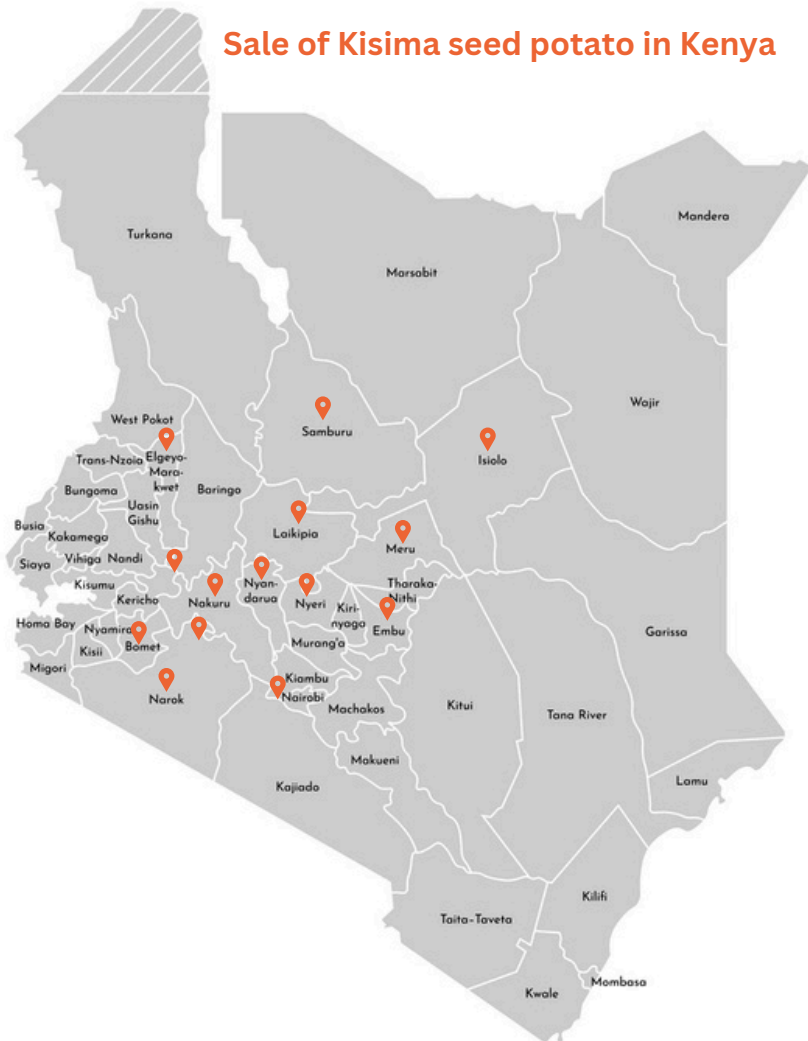 Sale of Kisima seed potato in Kenya
Mandera
Turkana
Marsobit
Wajir
West Pokot
Samburu
Trans-Nzoia
Elgeyo-
Mara-
kwet
Isiolo
Bungoma
Baringo
Uasin
Gishu
Busia
Kakamega
Laikipia
Meru
Siaya
Vihiga
Nandi
Kisumu
Nyan-
darua
Tharaka-
Nithi
Kericho
Nakuru
Nyeri
Kiri-
nyaga
Homa Bay
Nyamira
Embu
Garissa
Kisii
Bomet
Murang'a
Migori
Kiambu
Narok
Nairobi
Machakos
Kitui
Tana River
Makueni
Kajiado
Lamu
Kilifi
Taita-Taveta
Mombasa
Kwale